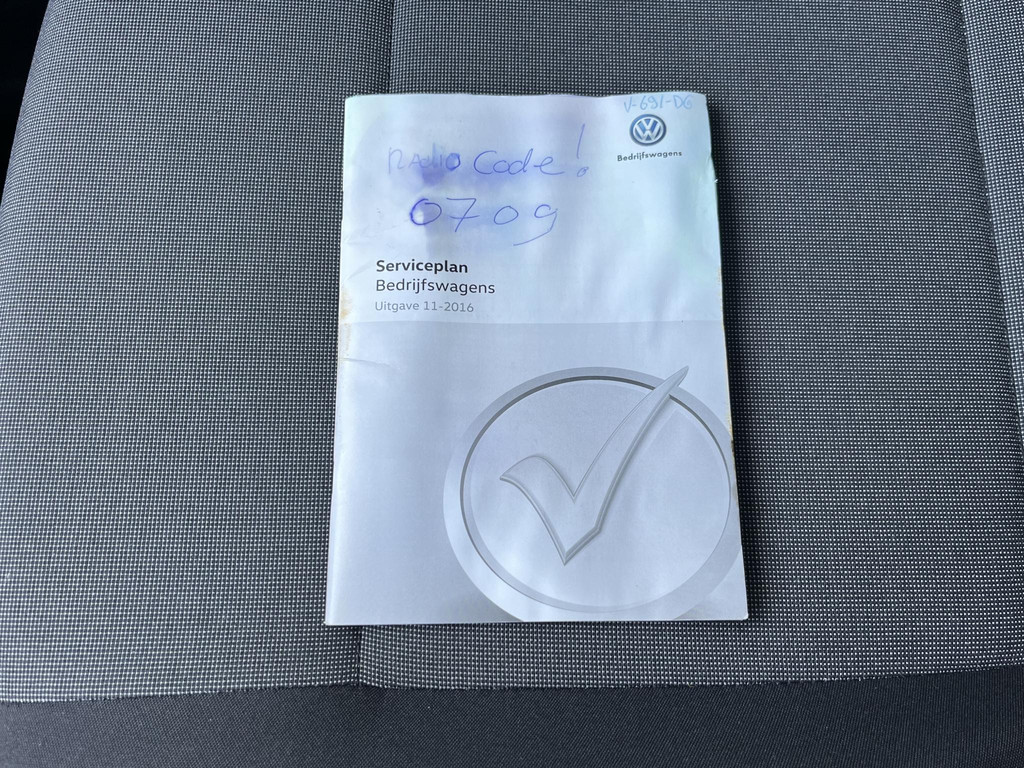 V-691-DG
Bedrijfswagens
Radio Code!
0709
Serviceplan
Bedrijfswagens
Uitgave 11-2016